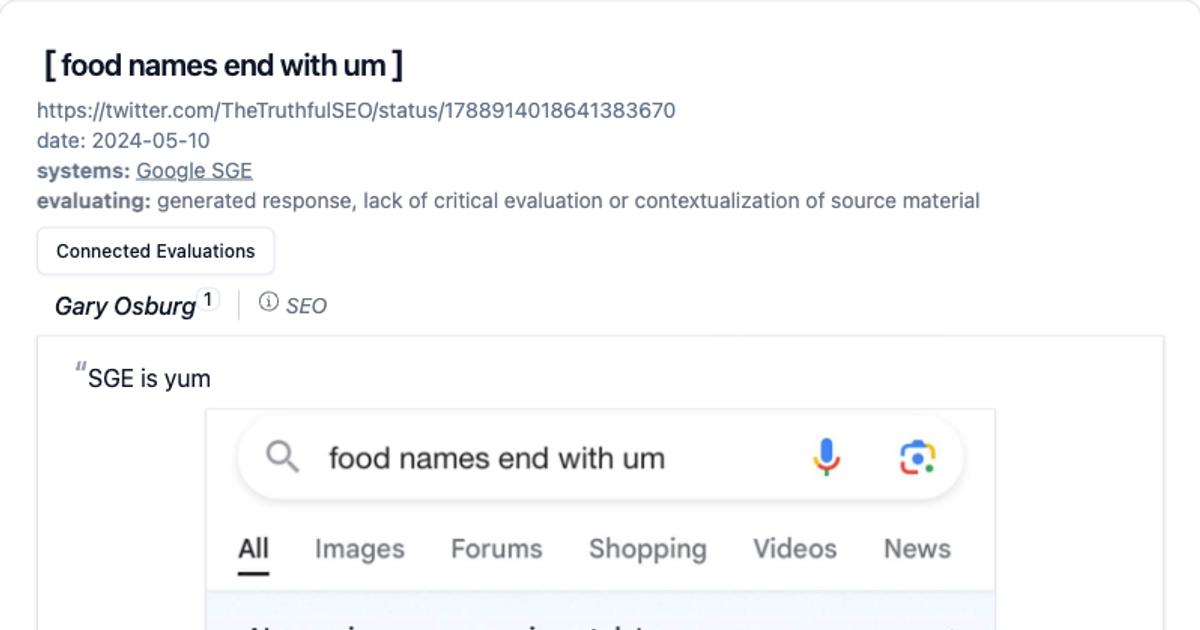 [ food names end with um ]
https://twitter.com/TheTruthfulSEO/status/1788914018641383670
date: 2024-05-10
systems: Google SGE
evaluating: generated response, lack of critical evaluation or contextualization of source material
Connected Evaluations
Gary Osburg 1 SEO
"SGE is yum
food names end with um
All Images Forums Shopping Videos News